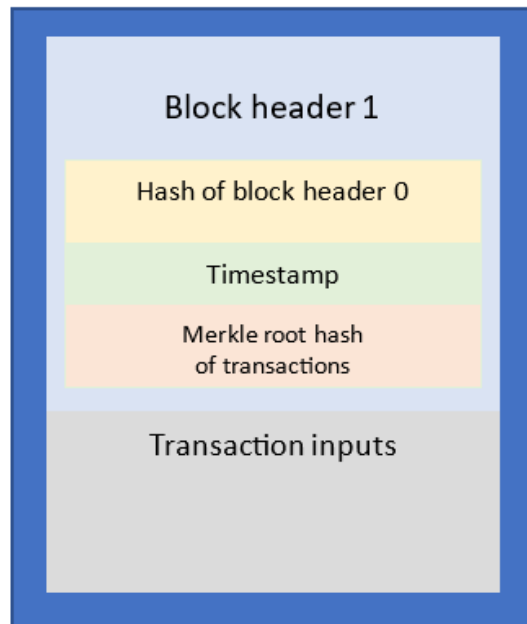 Block header 1
Hash of block header 0
Timestamp
Merkle root hash
of transactions
Transaction inputs